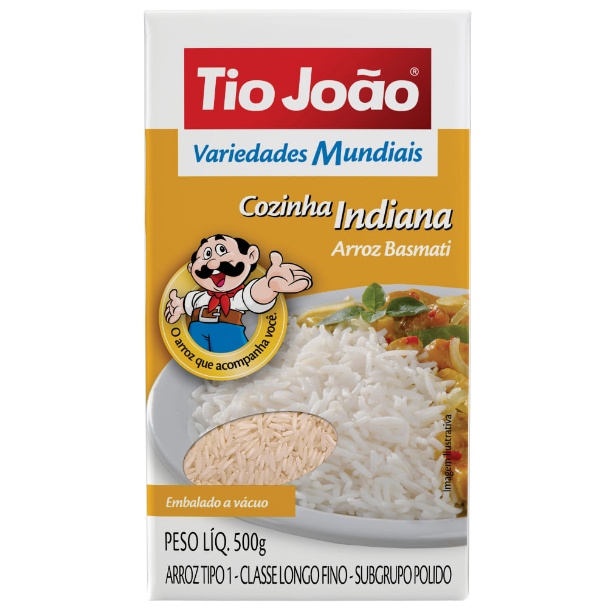 Tio João®
Variedades Mundiais
Cozinha Indiana
Arroz Basmati
O arroz que acompanha você.
Imagem ilustrativa
Embalado a vácuo
PESO LÍQ. 500g
ARROZ TIPO 1 - CLASSE LONGO FINO - SUBGRUPO POLIDO